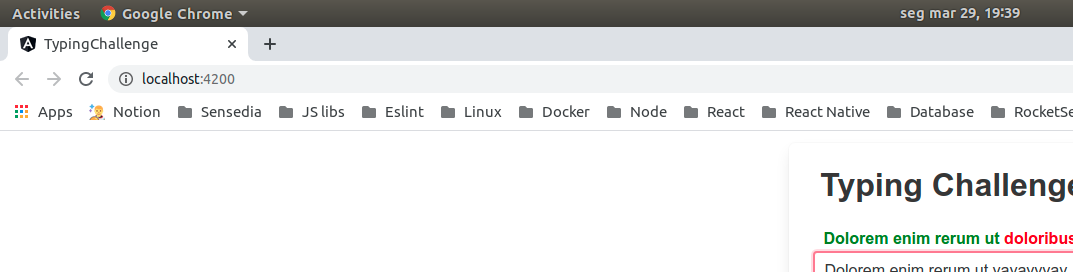 Activities Google Chrome seg mar 29, 19:39
TypingChallenge
localhost:4200
Apps Notion Sensedia JS libs Eslint Linux Docker Node React React Native Database RocketSe
Typing Challenge
Dolorem enim rerum ut doloribus
Dolorem enim rerum ut